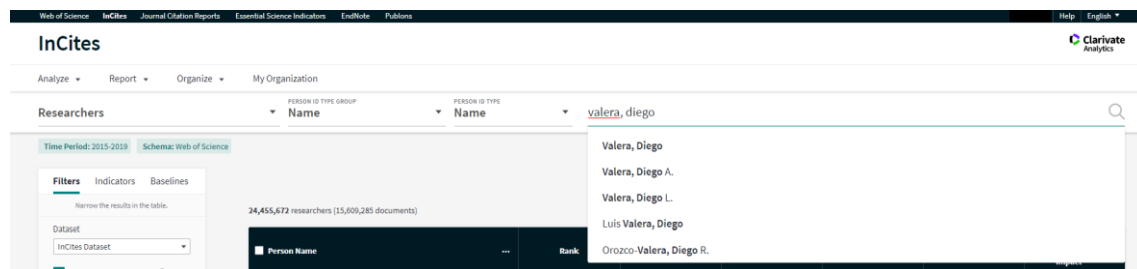 Web of Science InCites Journal Citation Reports Essential Science Indicators EndNote Publons Help English
InCites
Clarivate
Analytics
Analyze Report Organize My Organization
PERSON ID TYPE GROUP PERSON ID TYPE
Researchers Name Name valera, diego
Time Period: 2015-2019 Schema: Web of Science
Valera, Diego
Valera, Diego A.
Filters Indicators Baselines
Valera, Diego L.
Narrow the results in the table.
24,455,672 researchers (15,609,285 documents)
Luis Valera, Diego
Dataset
InCites Dataset
Person Name ... Rank
Orozco-Valera, Diego R.